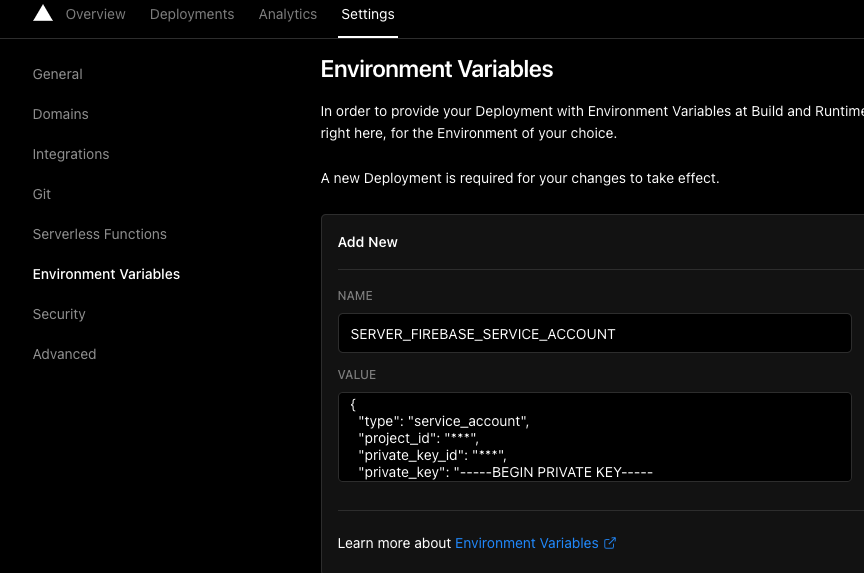 Overview Deployments Analytics Settings
General
Domains
Integrations
Git
Serverless Functions
Environment Variables
Security
Advanced
Environment Variables
In order to provide your Deployment with Environment Variables at Build and Runtime
right here, for the Environment of your choice.
A new Deployment is required for your changes to take effect.
Add New
NAME
SERVER_FIREBASE_SERVICE_ACCOUNT
VALUE
{
"type": "service_account",
"project_id": "***",
"private_key_id": "***",
"private_key": "-----BEGIN PRIVATE KEY-----
Learn more about Environment Variables